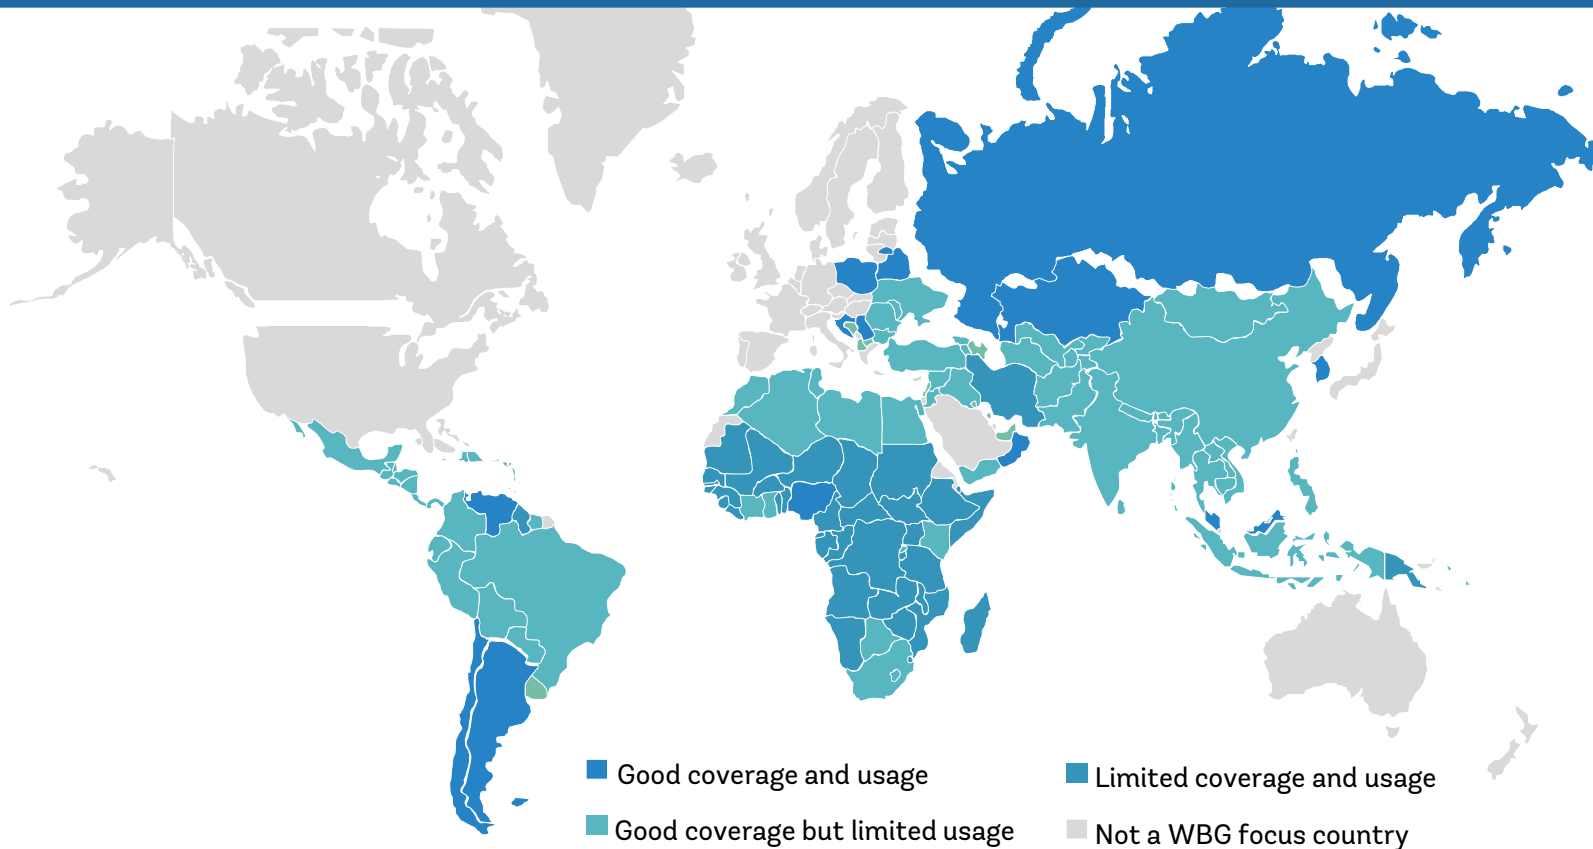 Good coverage and usage
Limited coverage and usage
Good coverage but limited usage
Not a WBG focus country